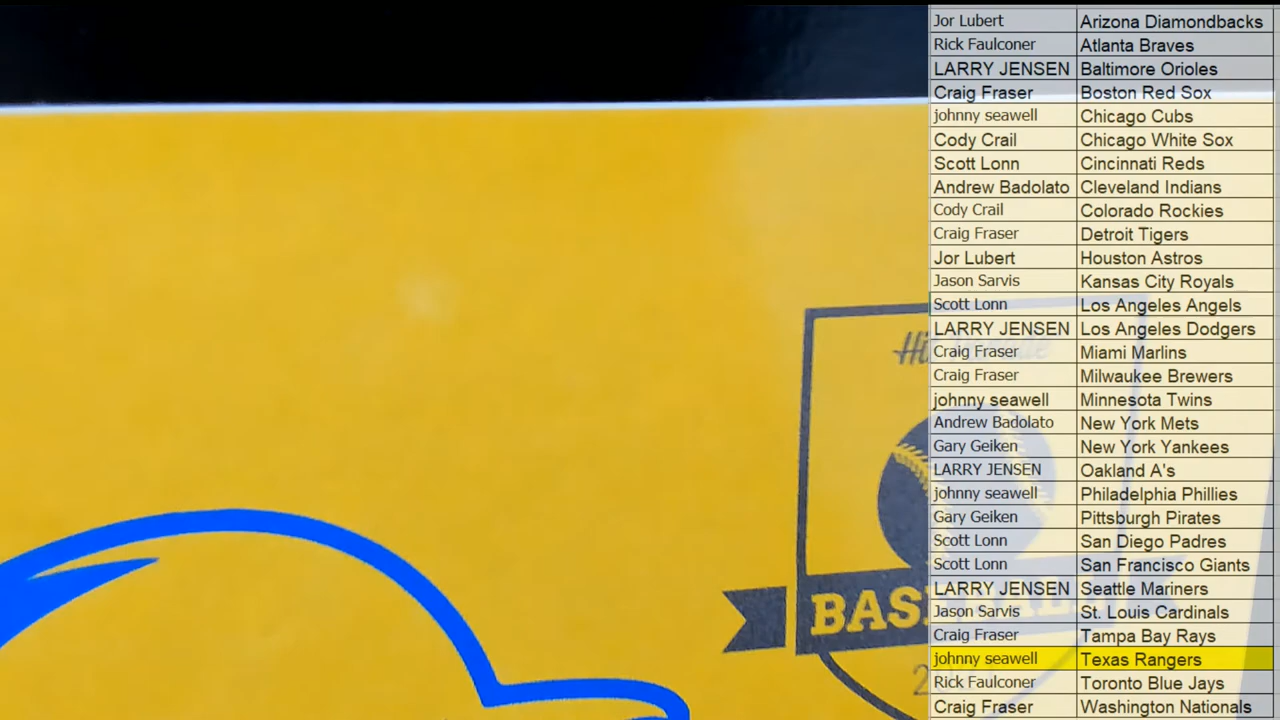 Jor Lubert Arizona Diamondbacks
Rick Faulconer Atlanta Braves
LARRY JENSEN Baltimore Orioles
Craig Fraser Boston Red Sox
johnny seawell Chicago Cubs
Cody Crail Chicago White Sox
Scott Lonn Cincinnati Reds
Andrew Badolato Cleveland Indians
Cody Crail Colorado Rockies
Craig Fraser Detroit Tigers
Jor Lubert Houston Astros
Jason Sarvis Kansas City Royals
Scott Lonn Los Angeles Angels
LARRY JENSEN Los Angeles Dodgers
Craig Fraser Miami Marlins
Craig Fraser Milwaukee Brewers
johnny seawell Minnesota Twins
Andrew Badolato New York Mets
Gary Geiken New York Yankees
LARRY JENSEN Oakland A's
johnny seawell Philadelphia Phillies
Gary Geiken Pittsburgh Pirates
Scott Lonn San Diego Padres
Scott Lonn San Francisco Giants
LARRY JENSEN Seattle Mariners
Jason Sarvis St. Louis Cardinals
Craig Fraser Tampa Bay Rays
johnny seawell Texas Rangers
Rick Faulconer Toronto Blue Jays
Craig Fraser Washington Nationals
BASEBALL